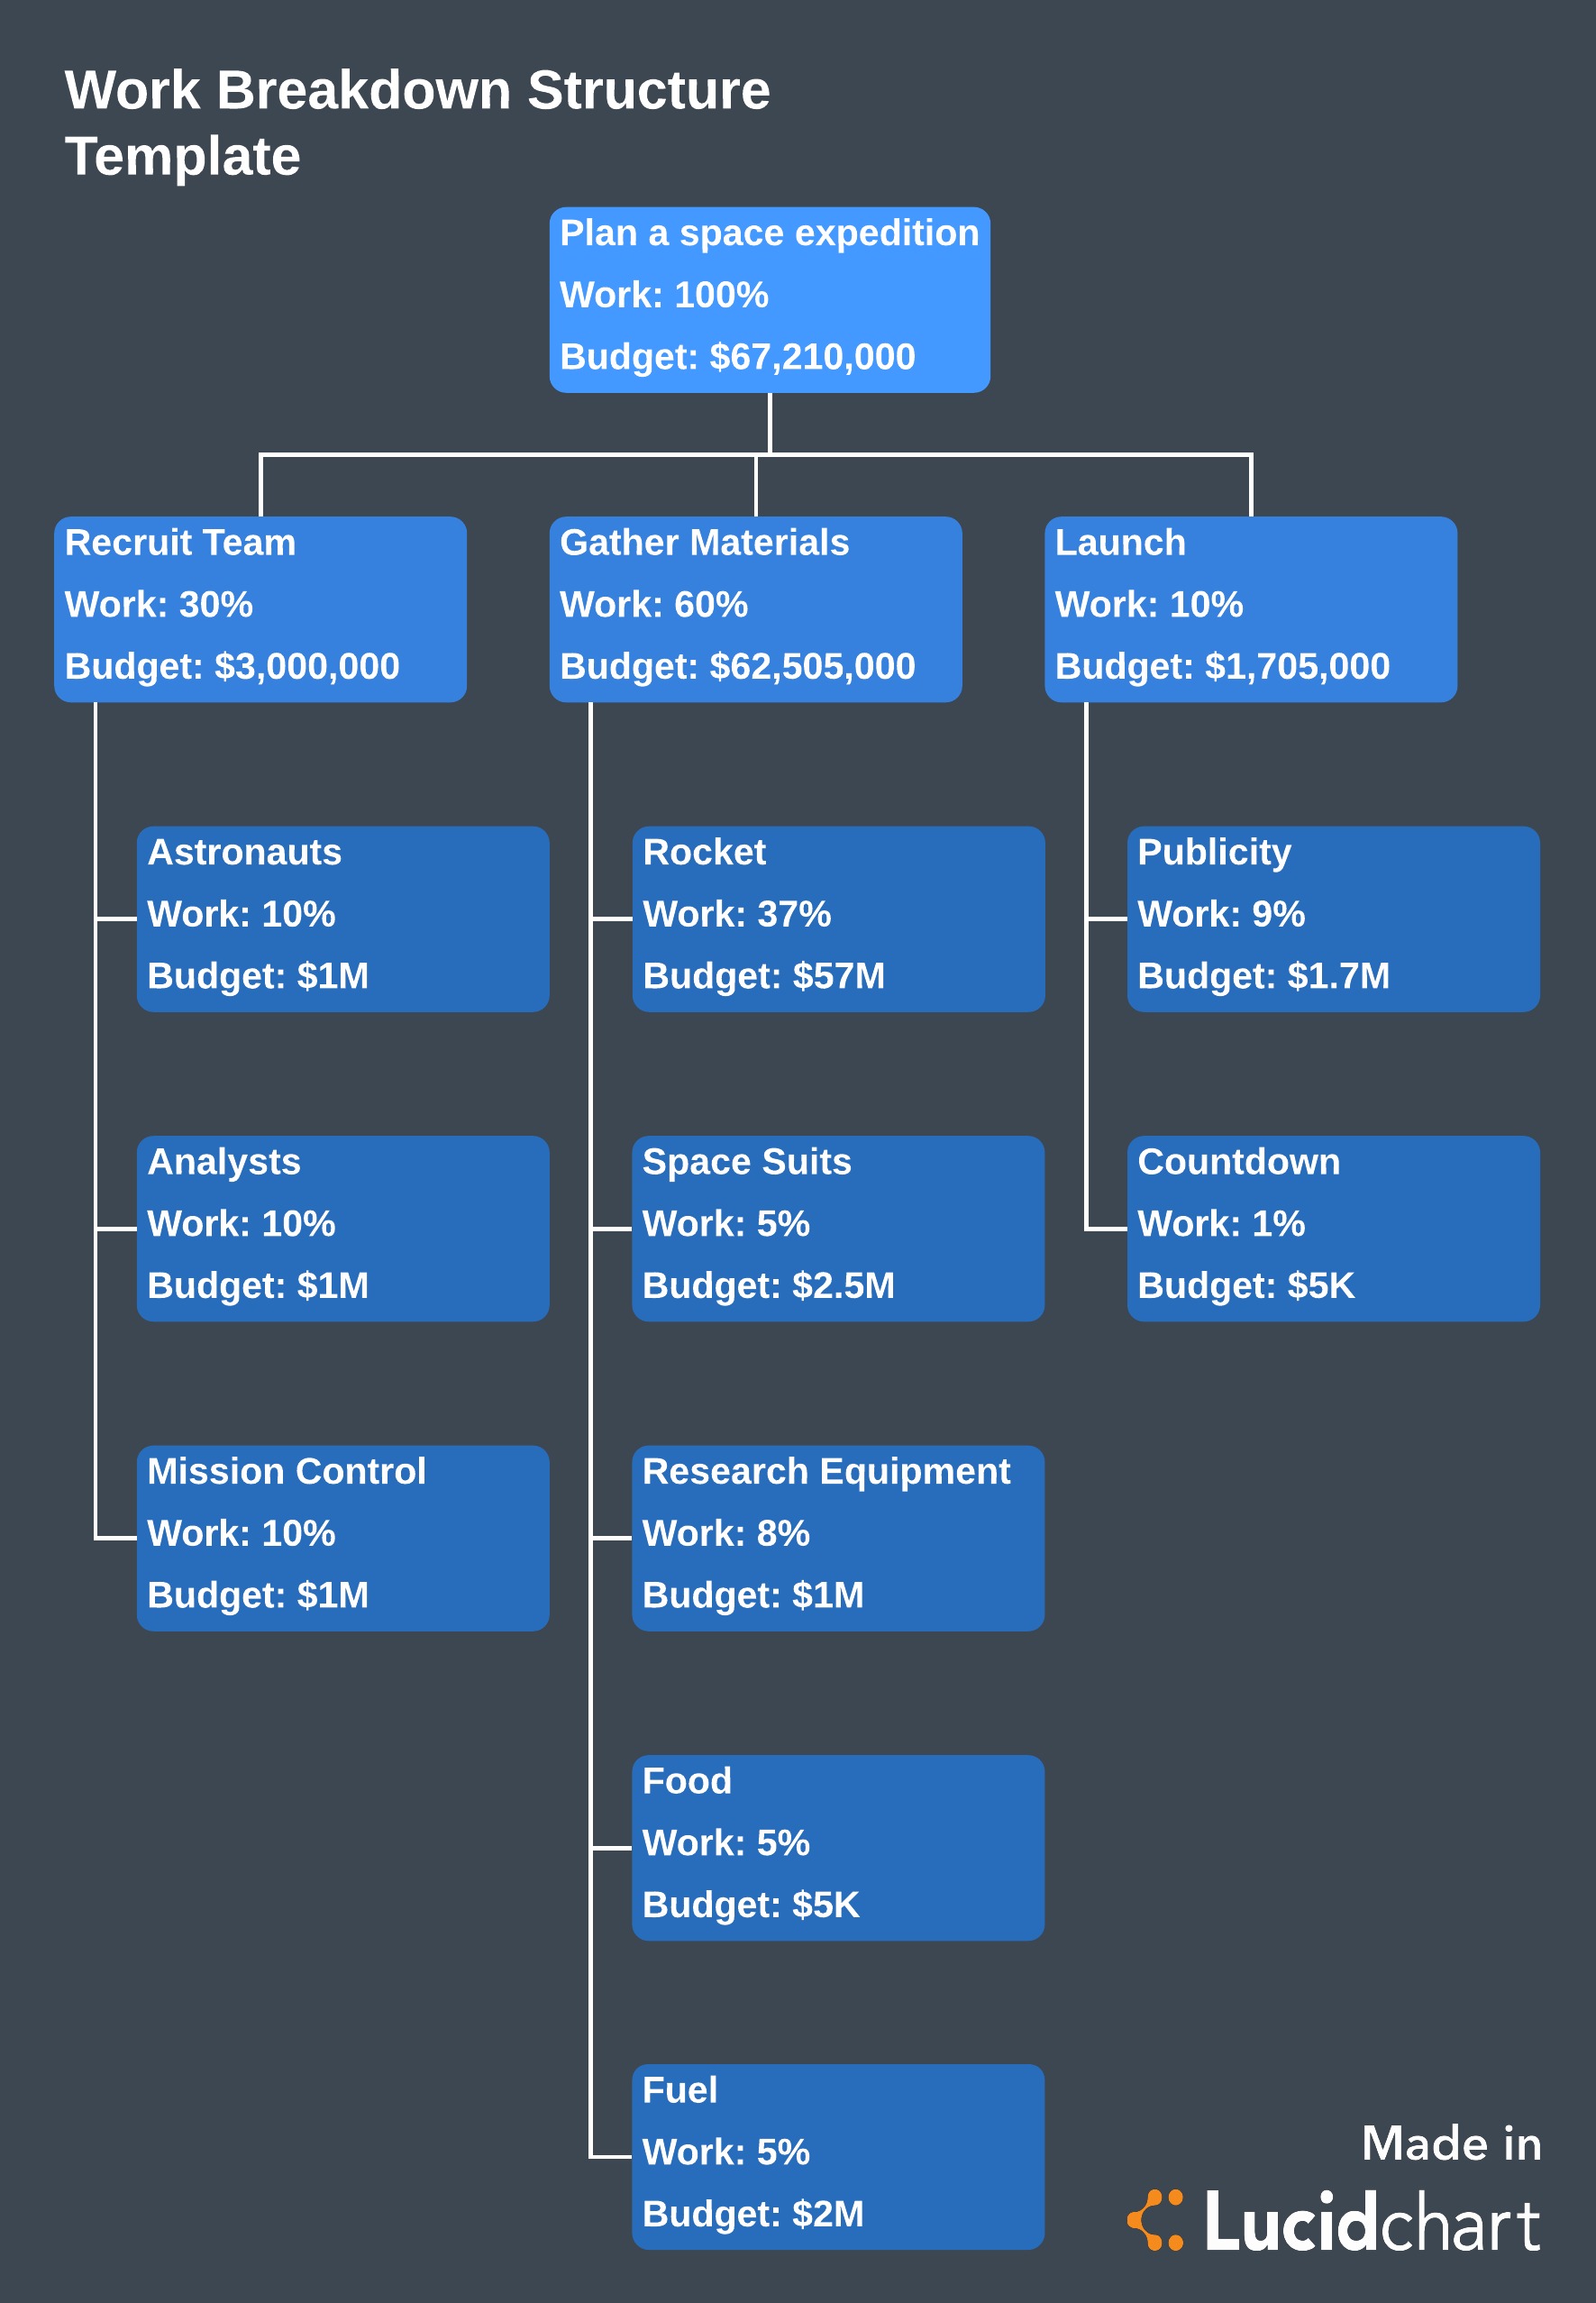 Work Breakdown Structure
Template
Plan a space expedition
Work: 100%
Budget: $67,210,000
Recruit Team
Work: 30%
Budget: $3,000,000
Gather Materials
Work: 60%
Budget: $62,505,000
Launch
Work: 10%
Budget: $1,705,000
Astronauts
Work: 10%
Budget: $1M
Rocket
Work: 37%
Budget: $57M
Publicity
Work: 9%
Budget: $1.7M
Analysts
Work: 10%
Budget: $1M
Space Suits
Work: 5%
Budget: $2.5M
Countdown
Work: 1%
Budget: $5K
Mission Control
Work: 10%
Budget: $1M
Research Equipment
Work: 8%
Budget: $1M
Food
Work: 5%
Budget: $5K
Fuel
Work: 5%
Budget: $2M
Made in
Lucidchart